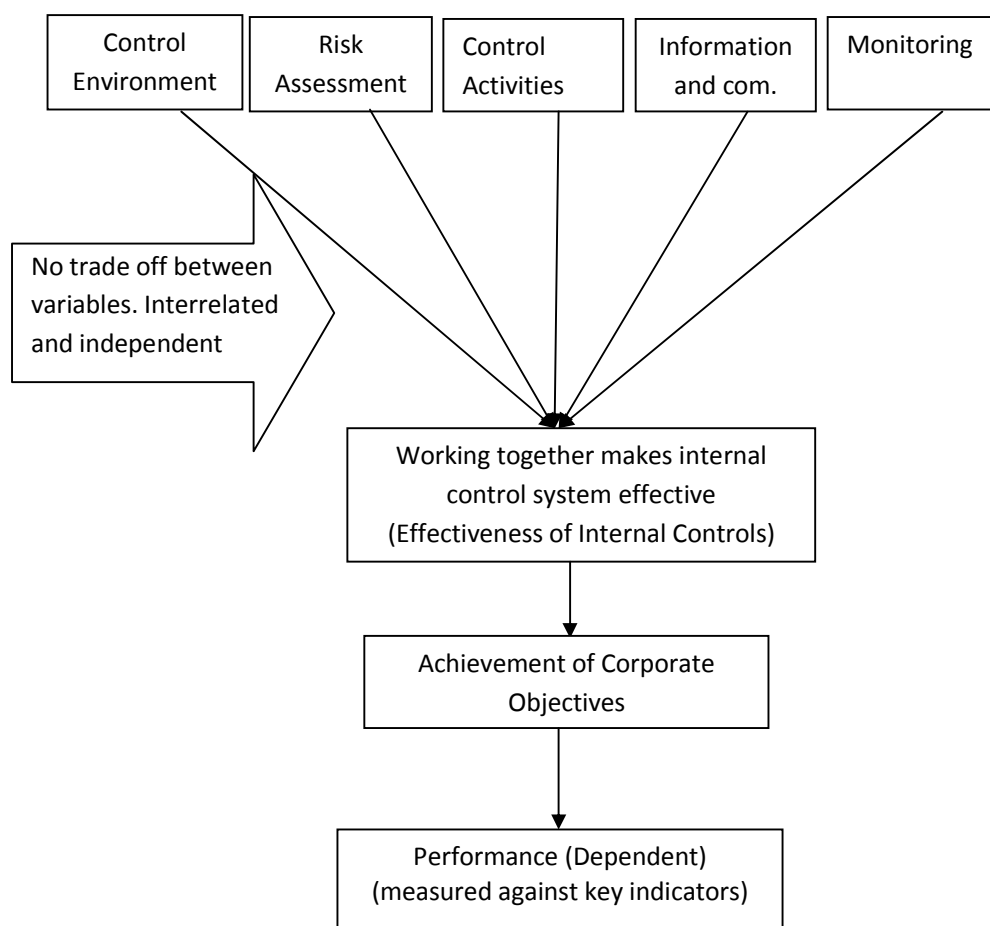 Control
Environment
Risk
Assessment
Control
Activities
Information
and com.
Monitoring
No trade off between
variables. Interrelated
and independent
Working together makes internal
control system effective
(Effectiveness of Internal Controls)
Achievement of Corporate
Objectives
Performance (Dependent)
(measured against key indicators)